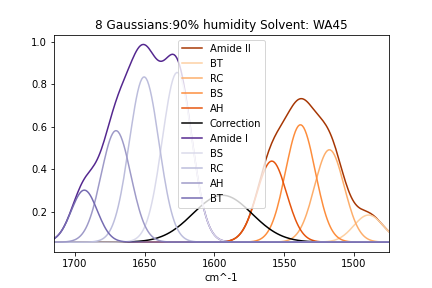 8 Gaussians:90% humidity Solvent: WA45
1.0
0.8
0.6
0.4
0.2
Amide II
BT
RC
BS
AH
Correction
Amide I
BS
RC
AH
BT
1700
1650
1600
1550
1500
cm^-1